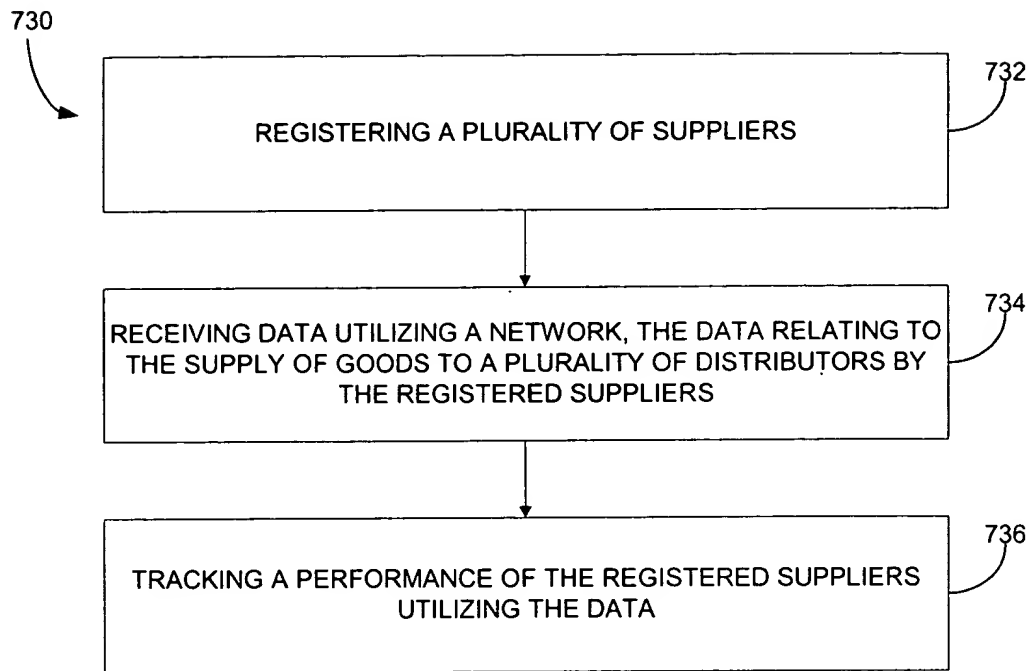 730
732
REGISTERING A PLURALITY OF SUPPLIERS
734
RECEIVING DATA UTILIZING A NETWORK, THE DATA RELATING TO
THE SUPPLY OF GOODS TO A PLURALITY OF DISTRIBUTORS BY
THE REGISTERED SUPPLIERS
736
TRACKING A PERFORMANCE OF THE REGISTERED SUPPLIERS
UTILIZING THE DATA